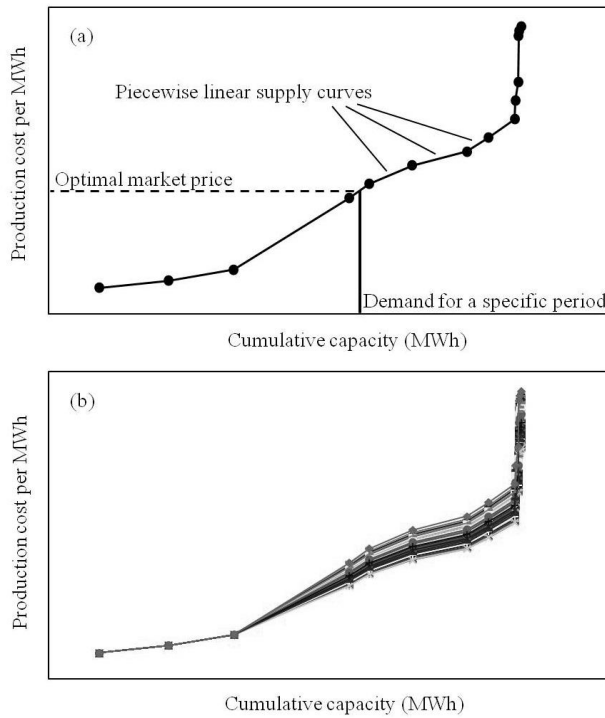 (a)
Production cost per MWh
Piecewise linear supply curves
Optimal market price
Demand for a specific period
Cumulative capacity (MWh)
(b)
Production cost per MWh
Cumulative capacity (MWh)